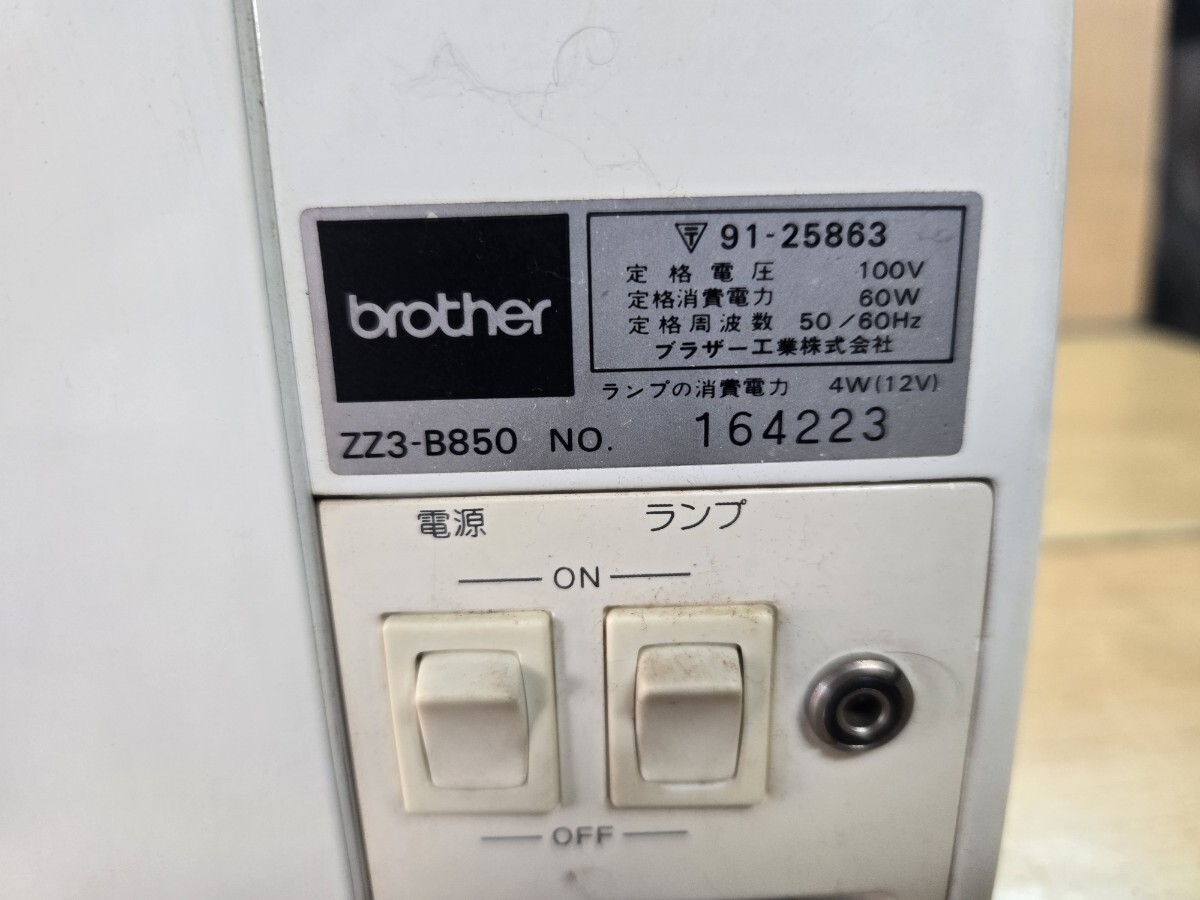 brother
〒 91-25863
定格電圧 100V
定格消費電力 60W
定格周波数 50/60Hz
ブラザー工業株式会社
ランプの消費電力 4W(12V)
ZZ3-B850 NO. 164223
電源 ランプ
ON
OFF